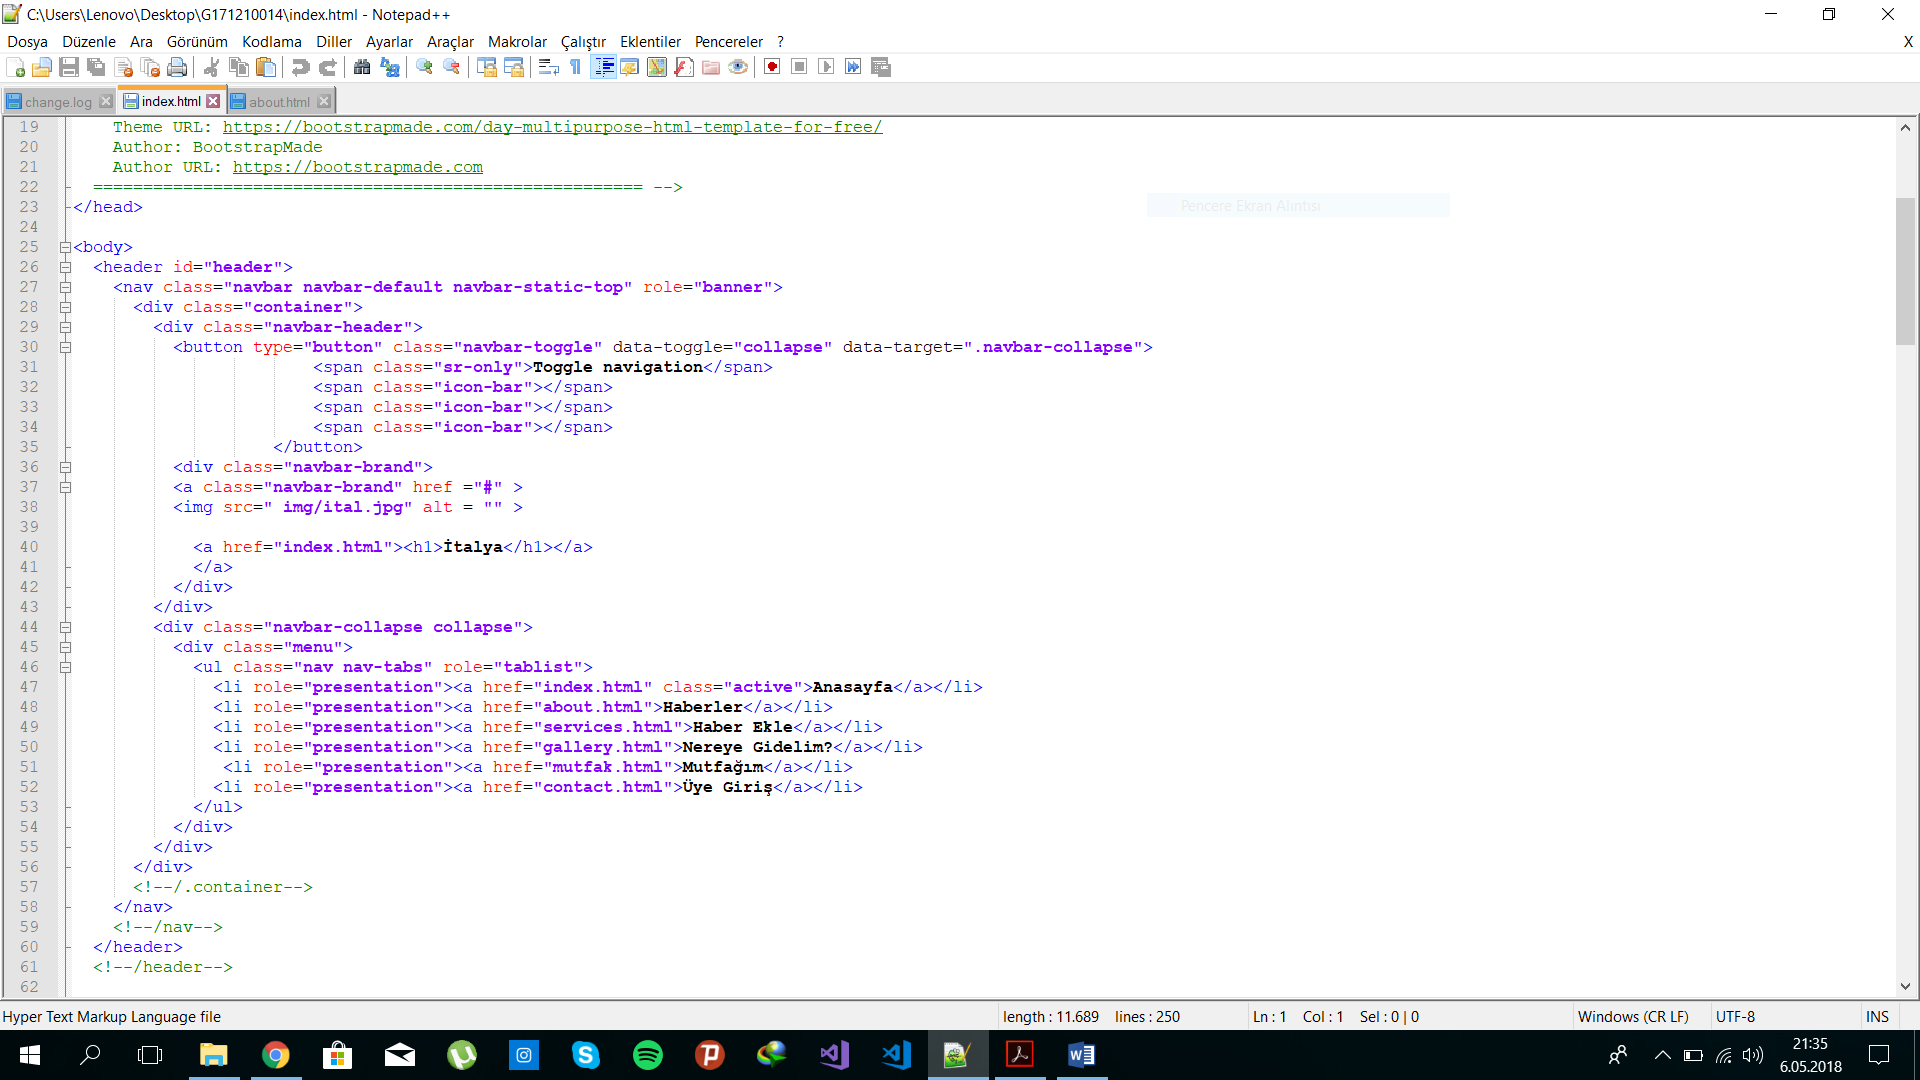 C:\Users\Lenovo\Desktop\G171210014\index.html - Notepad++
Dosya Düzenle Ara Görünüm Kodlama Diller Ayarlar Araçlar Makrolar Çalıştır Eklentiler Pencereler ? X
change.log index.html about.html
19 Theme URL: https://bootstrapmade.com/day-multipurpose-html-template-for-free/
20 Author: BootstrapMade
21 Author URL: https://bootstrapmade.com
22 ======================================================= -->
Pencere Ekran Alıntısı
23 </head>
24
25 <body>
26 <header id="header">
27 <nav class="navbar navbar-default navbar-static-top" role="banner">
28 <div class="container">
29 <div class="navbar-header">
30 <button type="button" class="navbar-toggle" data-toggle="collapse" data-target=".navbar-collapse">
31 <span class="sr-only">Toggle navigation</span>
32 <span class="icon-bar"></span>
33 <span class="icon-bar"></span>
34 <span class="icon-bar"></span>
35 </button>
36 <div class="navbar-brand">
37 <a class="navbar-brand" href ="#" >
38 <img src=" img/ital.jpg" alt = "" >
39
40 <a href="index.html"><h1>İtalya</h1></a>
41 </a>
42 </div>
43 </div>
44 <div class="navbar-collapse collapse">
45 <div class="menu">
46 <ul class="nav nav-tabs" role="tablist">
47 <li role="presentation"><a href="index.html" class="active">Anasayfa</a></li>
48 <li role="presentation"><a href="about.html">Haberler</a></li>
49 <li role="presentation"><a href="services.html">Haber Ekle</a></li>
50 <li role="presentation"><a href="gallery.html">Nereye Gidelim?</a></li>
51 <li role="presentation"><a href="mutfak.html">Mutfağım</a></li>
52 <li role="presentation"><a href="contact.html">Üye Giriş</a></li>
53 </ul>
54 </div>
55 </div>
56 </div>
57 <!--/.container-->
58 </nav>
59 <!--/nav-->
60 </header>
61 <!--/header-->
62
Hyper Text Markup Language file length : 11.689 lines : 250 Ln : 1 Col : 1 Sel : 0 | 0 Windows (CR LF) UTF-8 INS
21:35
6.05.2018